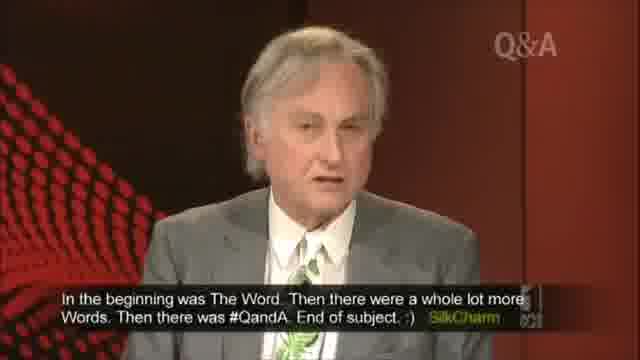 Q&A
In the beginning was The Word. Then there were a whole lot more
Words. Then there was #QandA. End of subject. :) SilkCharm